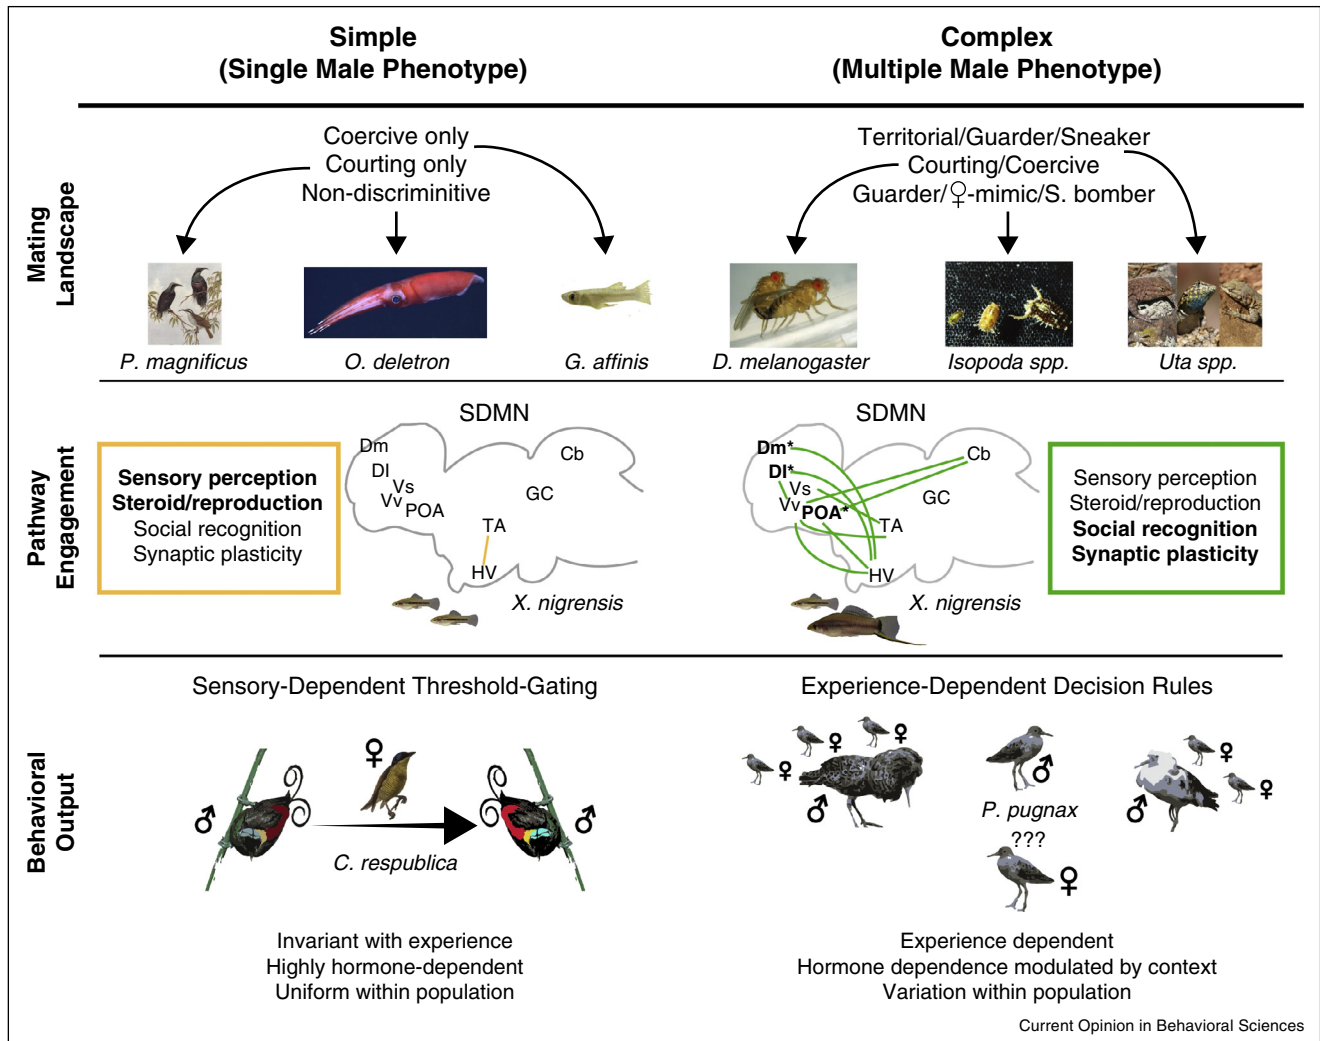 Simple
(Single Male Phenotype)
Complex
(Multiple Male Phenotype)
Mating
Landscape
Coercive only
Courting only
Non-discriminitive
Territorial/Guarder/Sneaker
Courting/Coercive
Guarder/♀-mimic/S. bomber
P. magnificus
O. deletron
G. affinis
D. melanogaster
Isopoda spp.
Uta spp.
Pathway
Engagement
Sensory perception
Steroid/reproduction
Social recognition
Synaptic plasticity
SDMN
Dm
Dl
Vs
Vv
POA
Cb
GC
TA
HV
X. nigrensis
SDMN
Dm*
Dl*
Vs
Vv
POA*
Cb
GC
TA
HV
X. nigrensis
Sensory perception
Steroid/reproduction
Social recognition
Synaptic plasticity
Behavioral
Output
Sensory-Dependent Threshold-Gating
♀
♂
♂
C. respublica
Invariant with experience
Highly hormone-dependent
Uniform within population
Experience-Dependent Decision Rules
♀
♀
♀
♂
♂
P. pugnax
???
♀
♀
♀
♂
Experience dependent
Hormone dependence modulated by context
Variation within population
Current Opinion in Behavioral Sciences